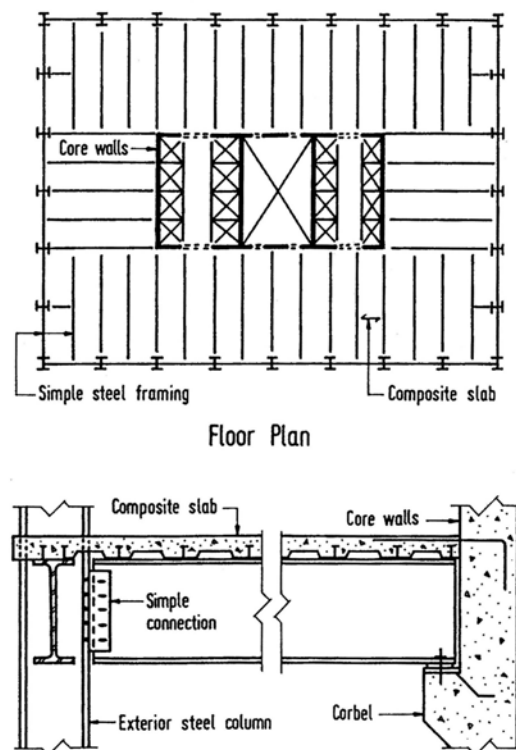 Core walls
Simple steel framing
Composite slab
Floor Plan
Composite slab
Core walls
Simple
connection
Exterior steel column
Corbel